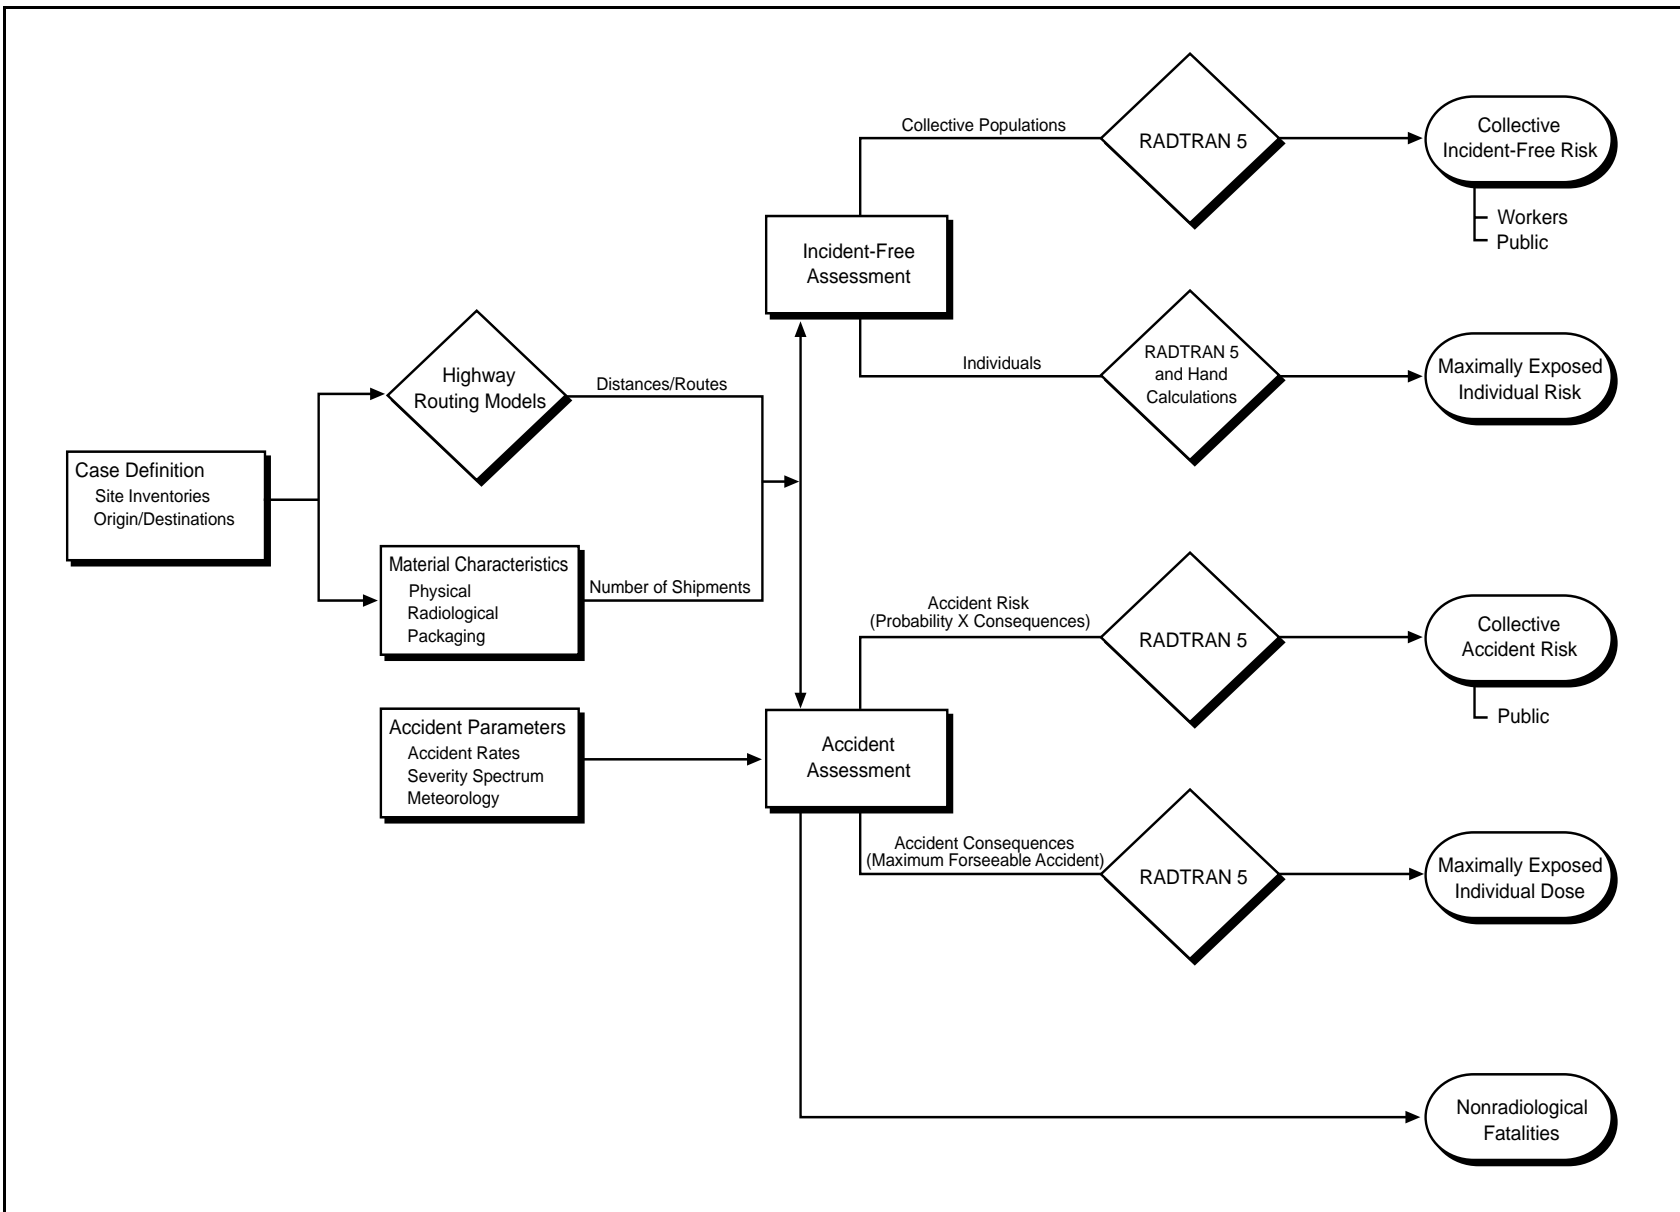 Case Definition
Site Inventories
Origin/Destinations
Highway
Routing Models
Distances/Routes
Material Characteristics
Physical
Radiological
Packaging
Number of Shipments
Accident Parameters
Accident Rates
Severity Spectrum
Meteorology
Incident-Free
Assessment
Collective Populations
RADTRAN 5
Collective
Incident-Free Risk
Workers
Public
Individuals
RADTRAN 5
and Hand
Calculations
Maximally Exposed
Individual Risk
Accident
Assessment
Accident Risk
(Probability X Consequences)
RADTRAN 5
Collective
Accident Risk
Public
Accident Consequences
(Maximum Forseeable Accident)
RADTRAN 5
Maximally Exposed
Individual Dose
Nonradiological
Fatalities